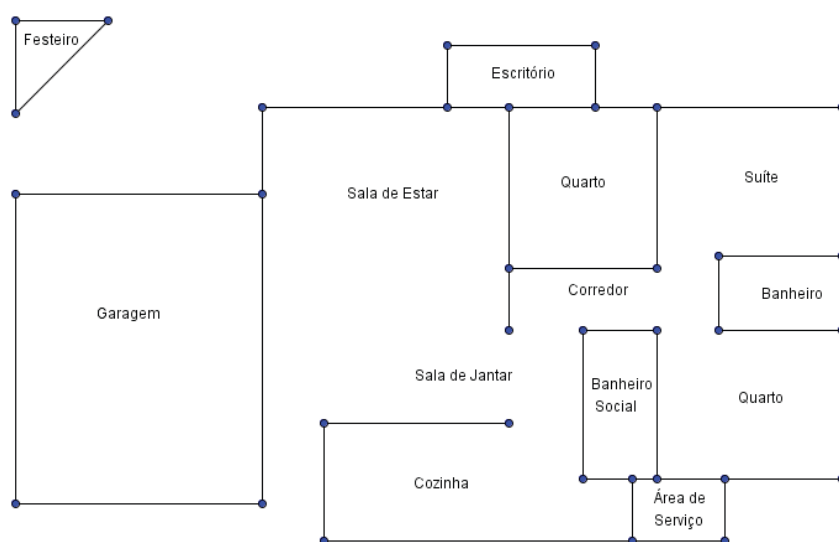 Festeiro
Escritório
Sala de Estar
Quarto
Suíte
Corredor
Banheiro
Garagem
Sala de Jantar
Banheiro
Social
Quarto
Cozinha
Área de
Serviço